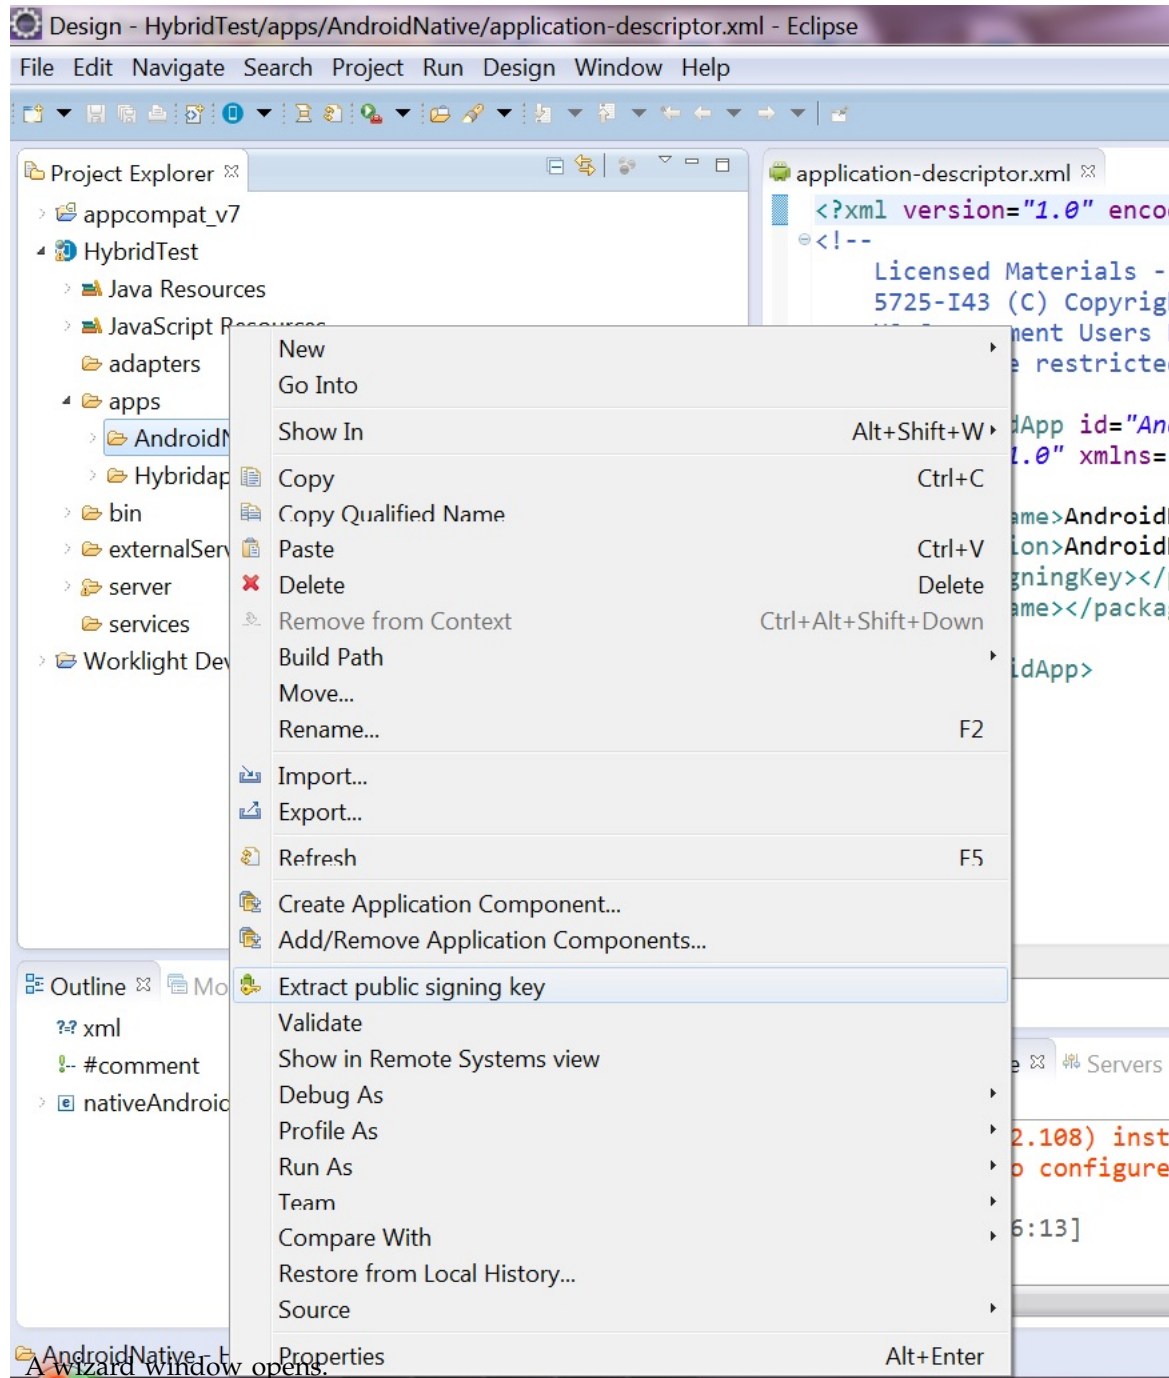 Design - HybridTest/apps/AndroidNative/application-descriptor.xml - Eclipse
File Edit Navigate Search Project Run Design Window Help
Project Explorer
appcompat_v7
HybridTest
Java Resources
JavaScript Resources
adapters
apps
AndroidN
Hybridap
bin
externalServ
server
services
Worklight Dev
application-descriptor.xml
<?xml version="1.0" enco
<!--
Licensed Materials -
5725-I43 (C) Copyrigh
ment Users
restricte
dApp id="An
1.0" xmlns=
ame>Android
ion>Android
gningKey></
ame></packa
idApp>
New
Go Into
Show In Alt+Shift+W
Copy Ctrl+C
Copy Qualified Name
Paste Ctrl+V
Delete Delete
Remove from Context Ctrl+Alt+Shift+Down
Build Path
Move...
Rename... F2
Import...
Export...
Refresh F5
Create Application Component...
Add/Remove Application Components...
Extract public signing key
Validate
Show in Remote Systems view
Debug As
Profile As
Run As
Team
Compare With
Restore from Local History...
Source
Properties Alt+Enter
Outline Mo
?=? xml
#comment
nativeAndroid
Servers
2.108) inst
o configure
6:13]
AndroidNative - H
A wizard window opens.